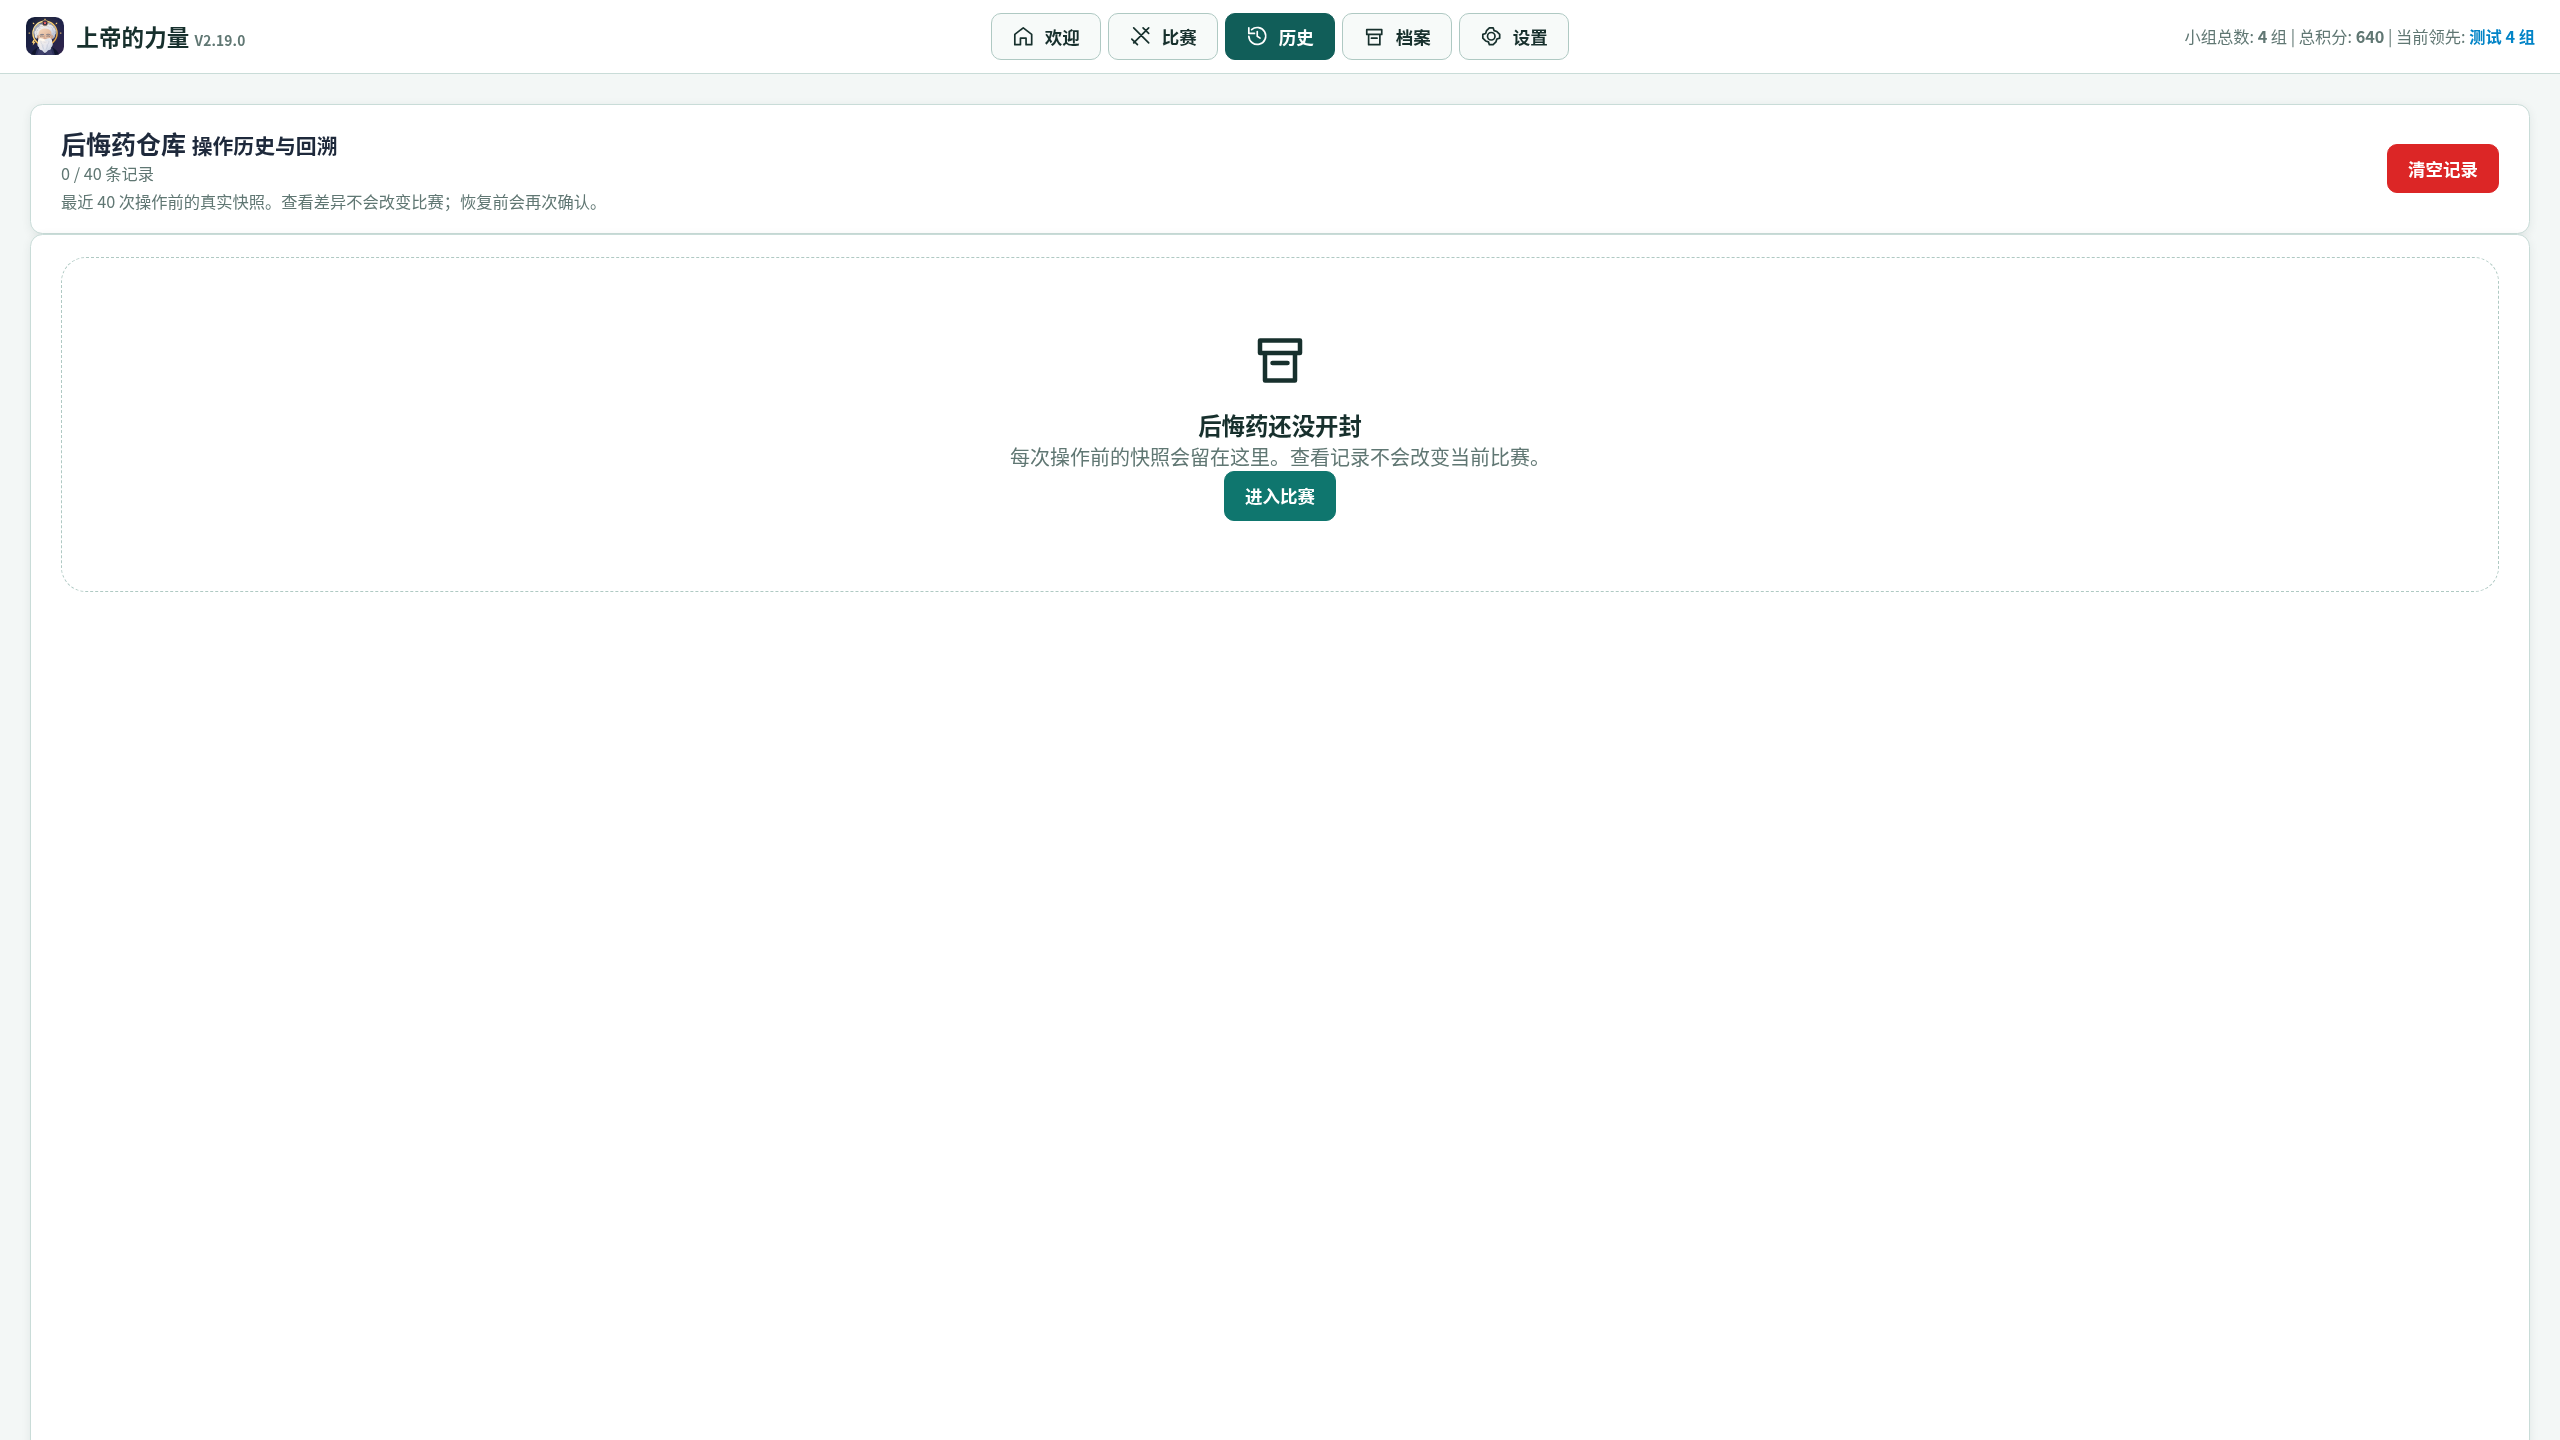 上帝的力量 V2.19.0
欢迎
比赛
历史
档案
设置
小组总数: 4 组 | 总积分: 640 | 当前领先: 测试 4 组
后悔药仓库 操作历史与回溯
0 / 40 条记录
最近 40 次操作前的真实快照。查看差异不会改变比赛；恢复前会再次确认。
清空记录
后悔药还没开封
每次操作前的快照会留在这里。查看记录不会改变当前比赛。
进入比赛